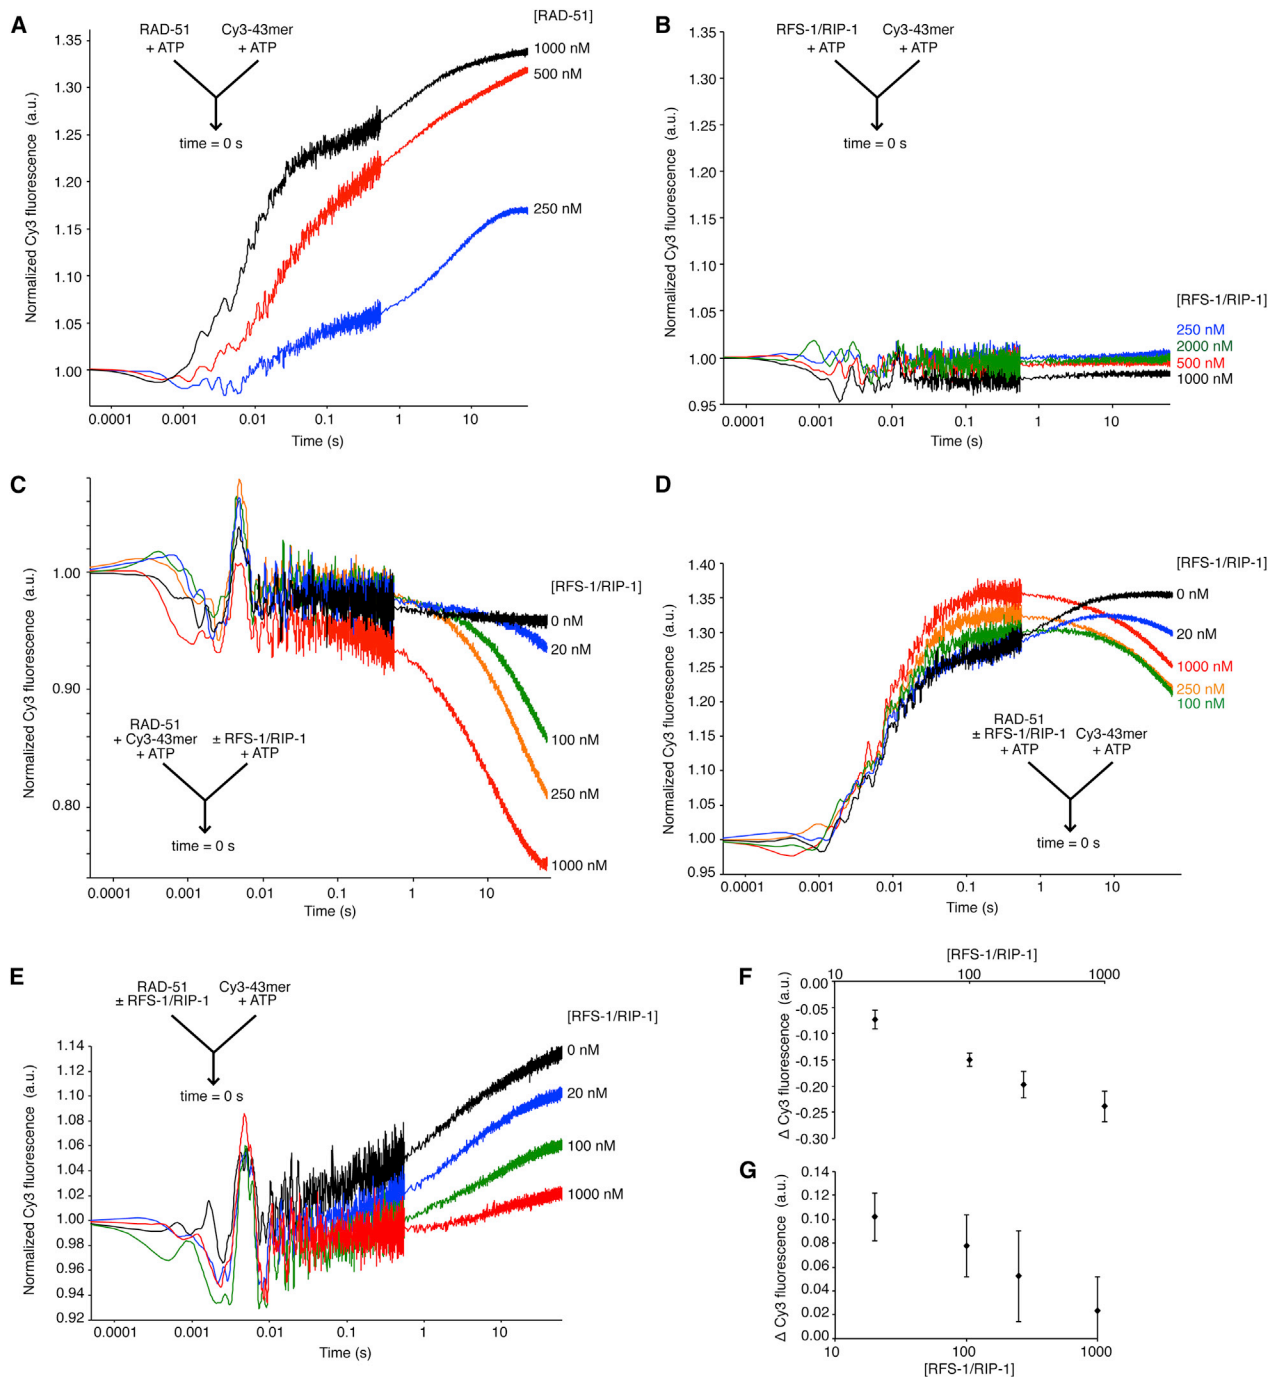 A
RAD-51
+ ATP
Cy3-43mer
+ ATP
time = 0 s
[RAD-51]
1000 nM
500 nM
250 nM
Normalized Cy3 fluorescence (a.u.)
1.35
1.30
1.25
1.20
1.15
1.10
1.05
1.00
0.0001 0.001 0.01 0.1 1 10
Time (s)
B
RFS-1/RIP-1
+ ATP
Cy3-43mer
+ ATP
time = 0 s
[RFS-1/RIP-1]
250 nM
2000 nM
500 nM
1000 nM
Normalized Cy3 fluorescence (a.u.)
1.35
1.30
1.25
1.20
1.15
1.10
1.05
1.00
0.95
0.0001 0.001 0.01 0.1 1 10
Time (s)
C
Normalized Cy3 fluorescence (a.u.)
1.00
0.90
0.80
[RFS-1/RIP-1]
0 nM
20 nM
100 nM
250 nM
1000 nM
RAD-51
+ Cy3-43mer
+ ATP
± RFS-1/RIP-1
+ ATP
time = 0 s
0.0001 0.001 0.01 0.1 1 10
Time (s)
D
Normalized Cy3 fluorescence (a.u.)
1.40
1.35
1.30
1.25
1.20
1.15
1.10
1.05
1.00
0.95
[RFS-1/RIP-1]
0 nM
20 nM
1000 nM
250 nM
100 nM
RAD-51
± RFS-1/RIP-1
+ ATP
Cy3-43mer
+ ATP
time = 0 s
0.0001 0.001 0.01 0.1 1 10
Time (s)
E
RAD-51
± RFS-1/RIP-1
Cy3-43mer
+ ATP
time = 0 s
[RFS-1/RIP-1]
0 nM
20 nM
100 nM
1000 nM
Normalized Cy3 fluorescence (a.u.)
1.14
1.12
1.10
1.08
1.06
1.04
1.02
1.00
0.98
0.96
0.94
0.92
0.0001 0.001 0.01 0.1 1 10
Time (s)
F
[RFS-1/RIP-1]
10 100 1000
Δ Cy3 fluorescence (a.u.)
0.00
-0.05
-0.10
-0.15
-0.20
-0.25
-0.30
G
Δ Cy3 fluorescence (a.u.)
0.14
0.12
0.10
0.08
0.06
0.04
0.02
0.00
10 100 1000
[RFS-1/RIP-1]